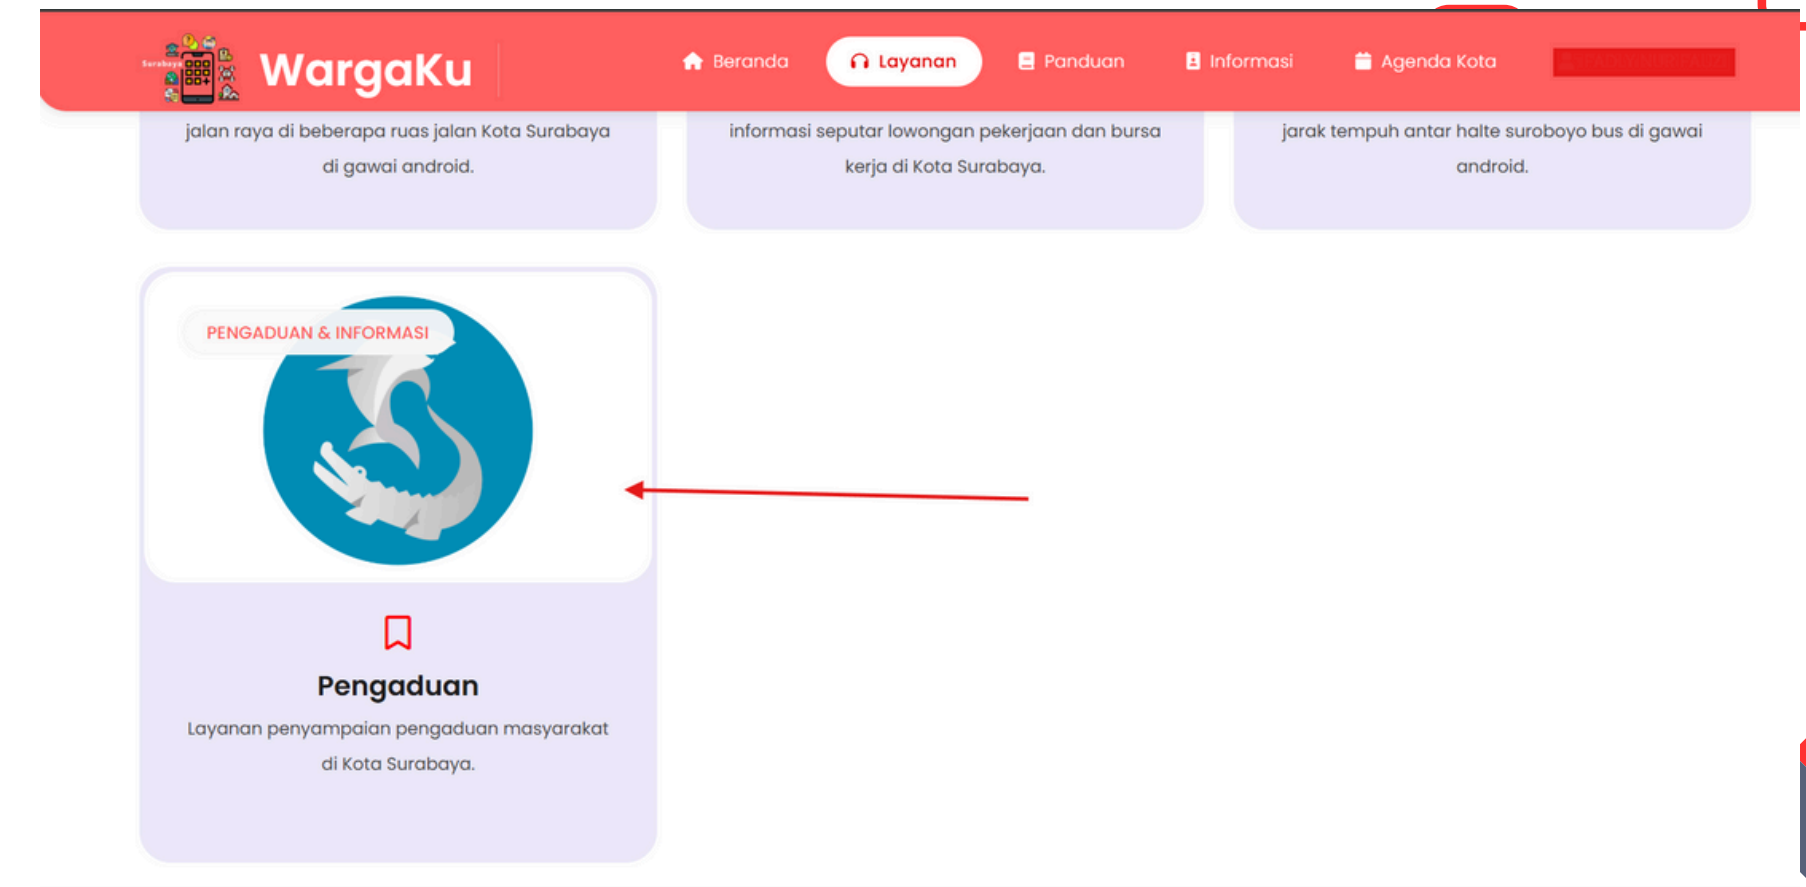 Surabaya
WargaKu
Beranda
Layanan
Panduan
Informasi
Agenda Kota
jalan raya di beberapa ruas jalan Kota Surabaya
di gawai android.
informasi seputar lowongan pekerjaan dan bursa
kerja di Kota Surabaya.
jarak tempuh antar halte suroboyo bus di gawai
android.
PENGADUAN & INFORMASI
Pengaduan
Layanan penyampaian pengaduan masyarakat
di Kota Surabaya.